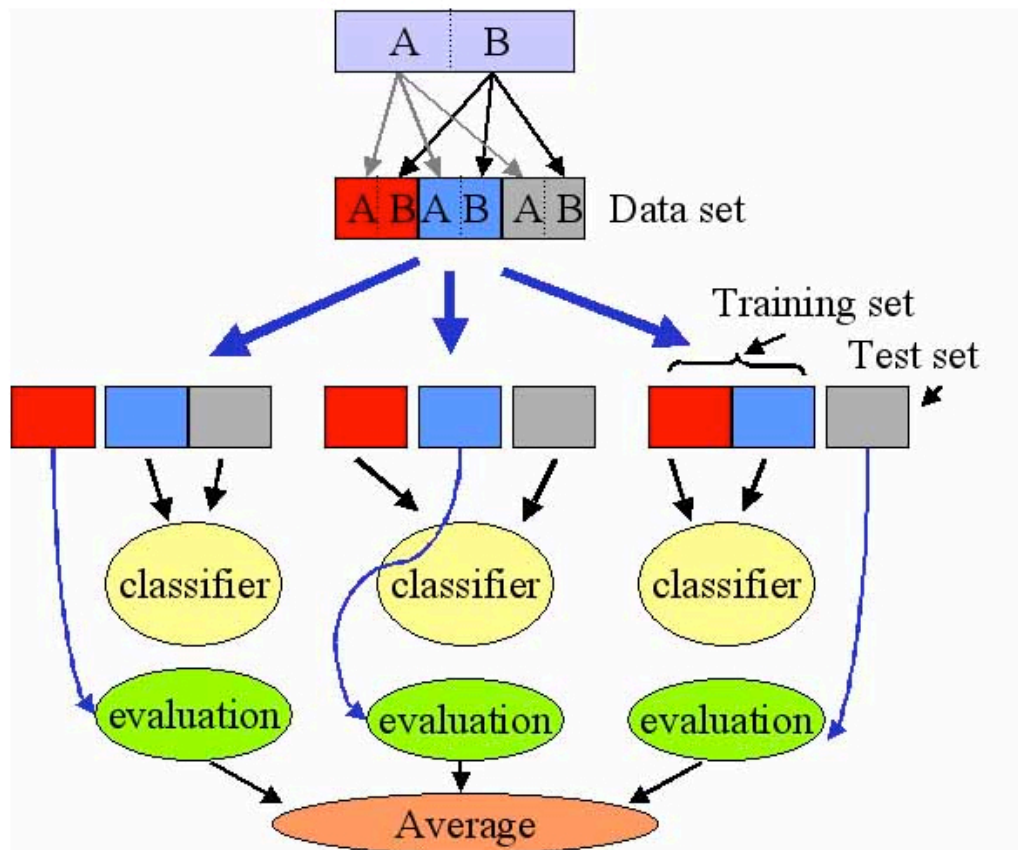 A B
A B A B A B Data set
Training set
Test set
classifier classifier classifier
evaluation evaluation evaluation
Average